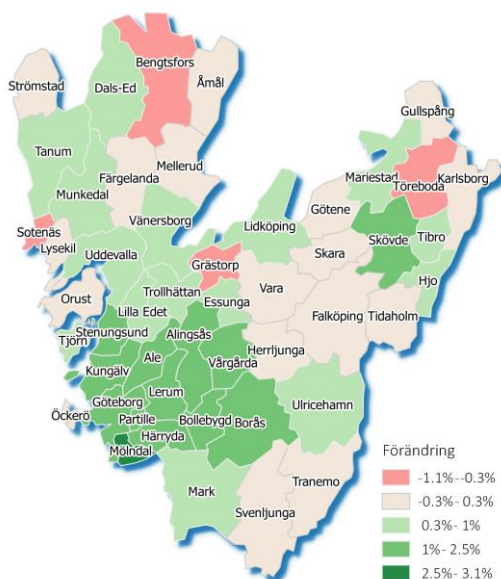 Bengtsfors
Strömstad
Dals-Ed
Åmål
Gullspång
Tanum
Mellerud
Färgelanda
Mariestad
Karlsborg
Töreboda
Munkedal
Götene
Vänersborg
Sotenäs
Lidköping
Skövde
Tibro
Lysekil
Skara
Uddevalla
Grästorp
Hjo
Trollhättan
Vara
Essunga
Orust
Lilla Edet
Falköping
Tidaholm
Stenungsund
Alingsås
Tjörn
Herrljunga
Ale
Vårgårda
Kungälv
Lerum
Ulricehamn
Göteborg
Öckerö
Partille
Bollebygd
Borås
Härryda
Mölndal
Mark
Tranemo
Svenljunga
Förändring
-1.1%--0.3%
-0.3%- 0.3%
0.3%- 1%
1%- 2.5%
2.5%- 3.1%